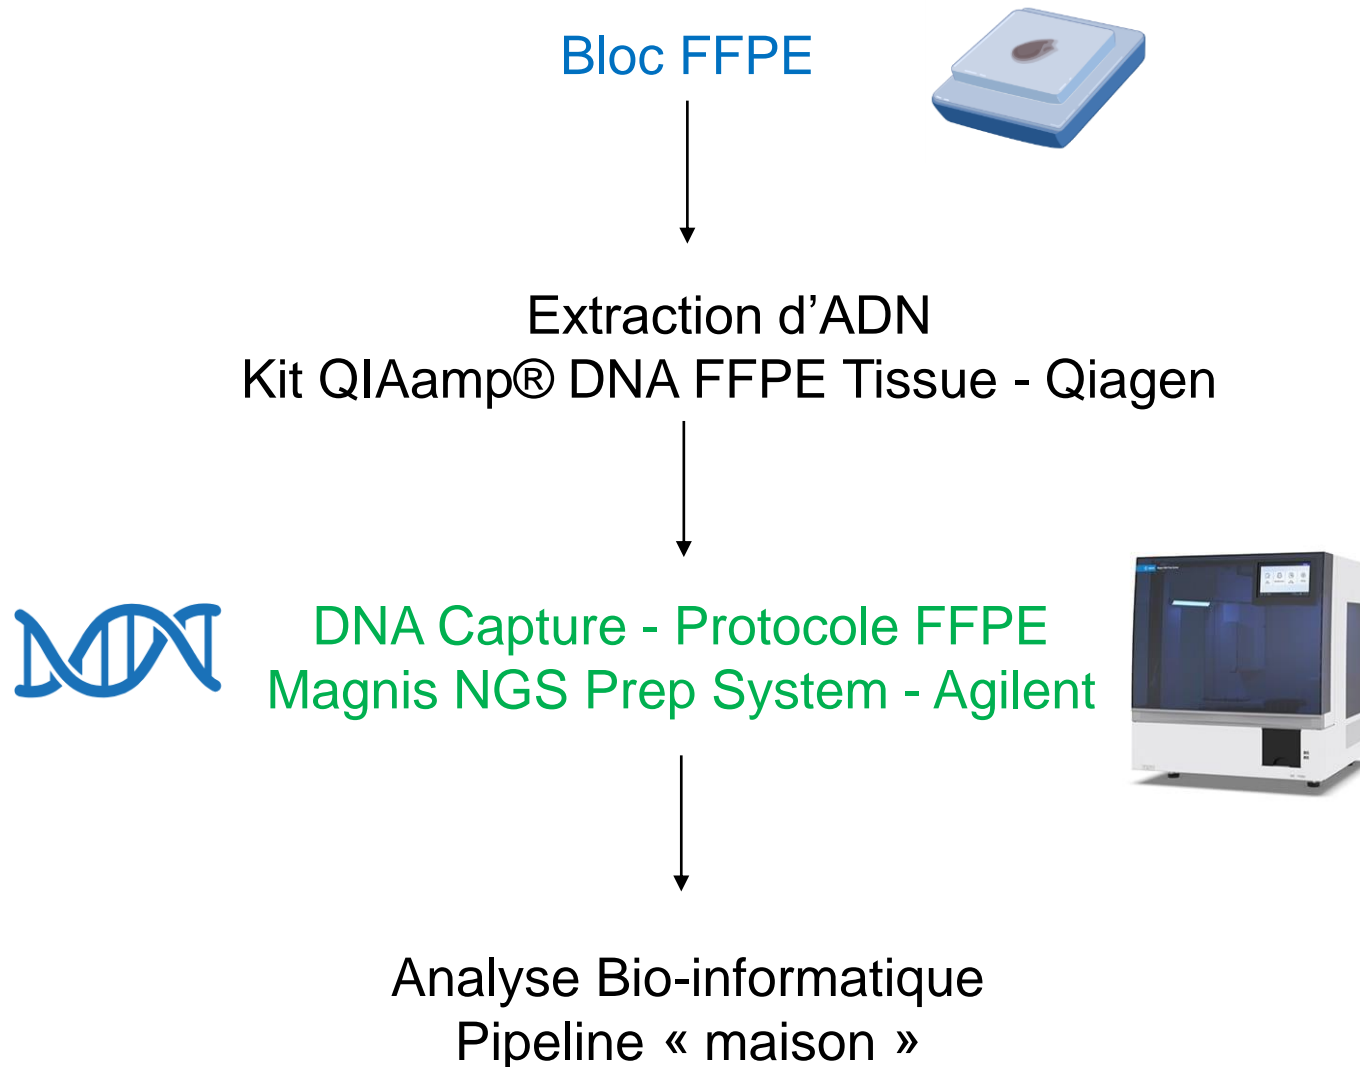 Bloc FFPE
Extraction d’ADN
Kit QIAamp® DNA FFPE Tissue - Qiagen
DNA Capture - Protocole FFPE
Magnis NGS Prep System - Agilent
Analyse Bio-informatique
Pipeline « maison »